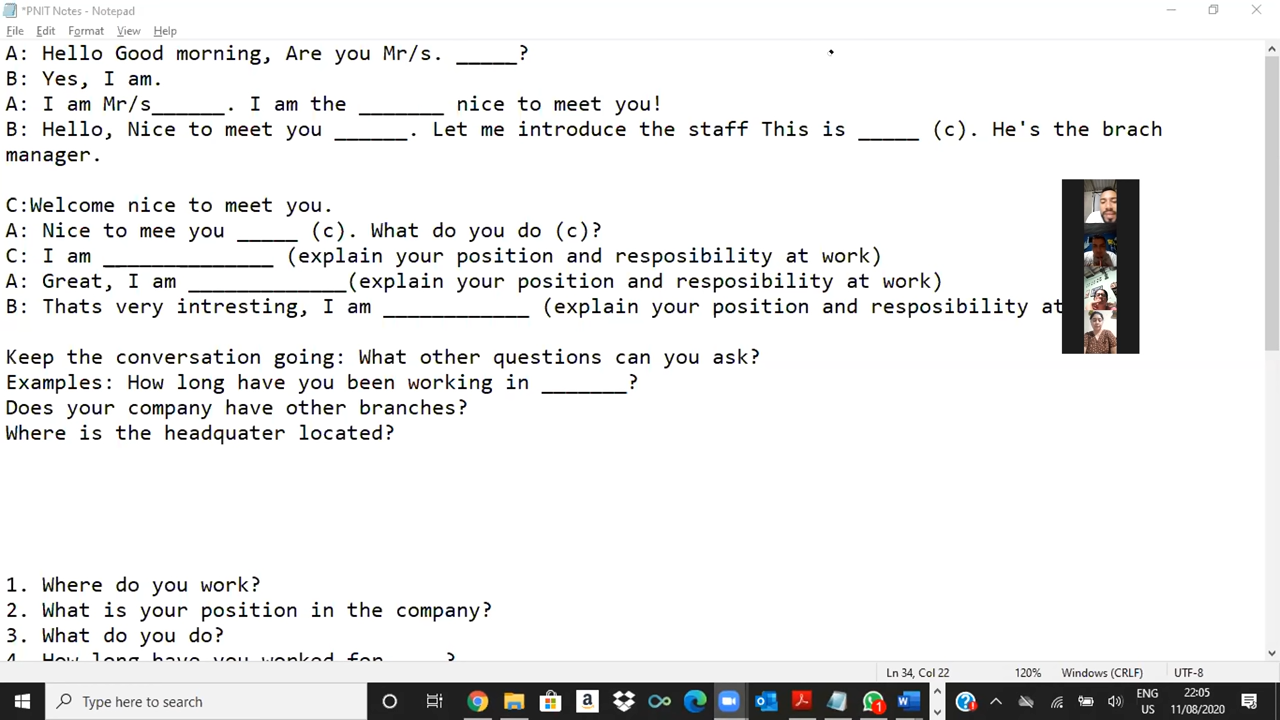 *PNIT Notes - Notepad
File Edit Format View Help
A: Hello Good morning, Are you Mr/s. _____?
B: Yes, I am.
A: I am Mr/s______. I am the _______ nice to meet you!
B: Hello, Nice to meet you ______. Let me introduce the staff This is _____ (c). He's the brach
manager.
C:Welcome nice to meet you.
A: Nice to mee you _____ (c). What do you do (c)?
C: I am ______________ (explain your position and resposibility at work)
A: Great, I am _____________(explain your position and resposibility at work)
B: Thats very intresting, I am ____________ (explain your position and resposibility at
Keep the conversation going: What other questions can you ask?
Examples: How long have you been working in _______?
Does your company have other branches?
Where is the headquater located?
1. Where do you work?
2. What is your position in the company?
3. What do you do?
4. How long have you worked for _____?
Ln 34, Col 22 120% Windows (CRLF) UTF-8
Type here to search
ENG
US
22:05
11/08/2020